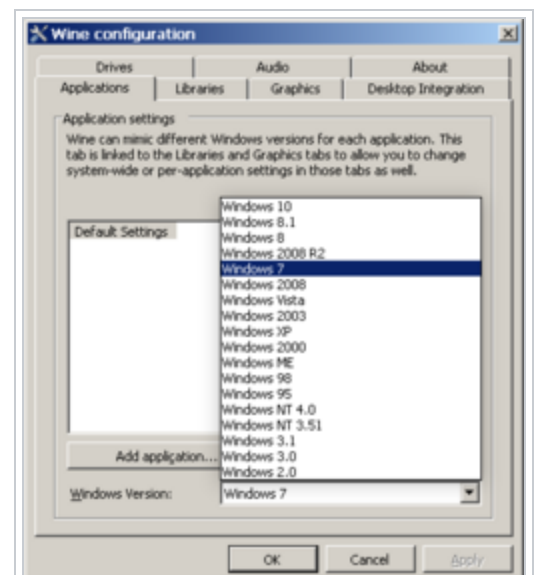 Wine configuration
Drives Audio About
Applications Libraries Graphics Desktop Integration
Application settings
Wine can mimic different Windows versions for each application. This
tab is linked to the Libraries and Graphics tabs to allow you to change
system-wide or per-application settings in those tabs as well.
Default Settings
Windows 10
Windows 8.1
Windows 8
Windows 2008 R2
Windows 7
Windows 2008
Windows Vista
Windows 2003
Windows XP
Windows 2000
Windows ME
Windows 98
Windows 95
Windows NT 4.0
Windows NT 3.51
Windows 3.1
Windows 3.0
Windows 2.0
Add application...
Windows Version: Windows 7
OK Cancel Apply